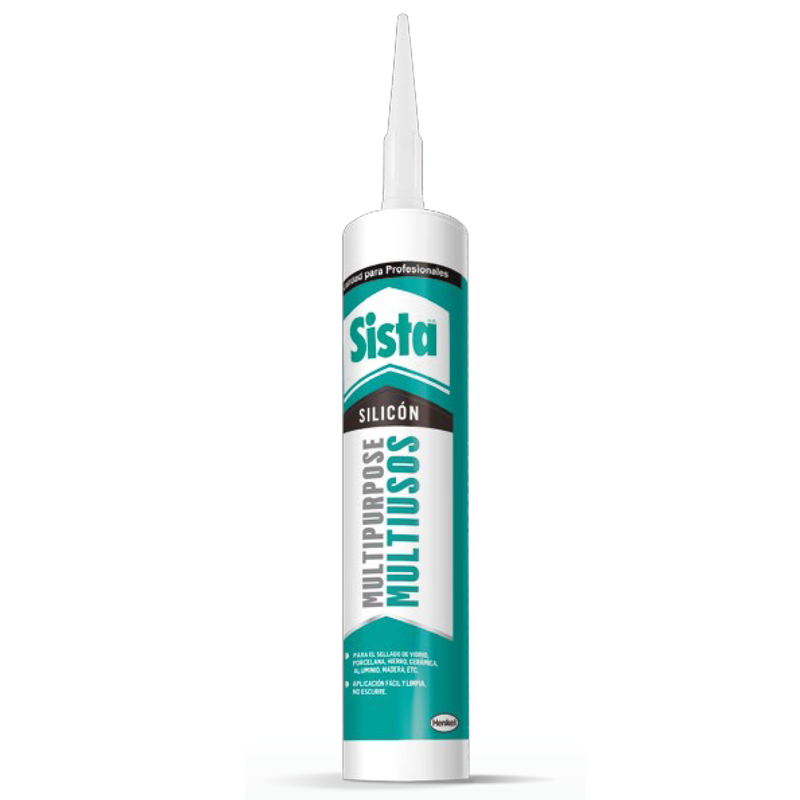 para Profesionales
Sista
SILICÓN
MULTIPURPOSE
MULTIUSOS
PARA EL SELLADO DE VIDRIO,
PORCELANA, HIERRO, CERÁMICA,
ALUMINIO, MADERA, ETC.
APLICACIÓN FÁCIL Y LIMPIA,
NO ESCURRE.
Henkel